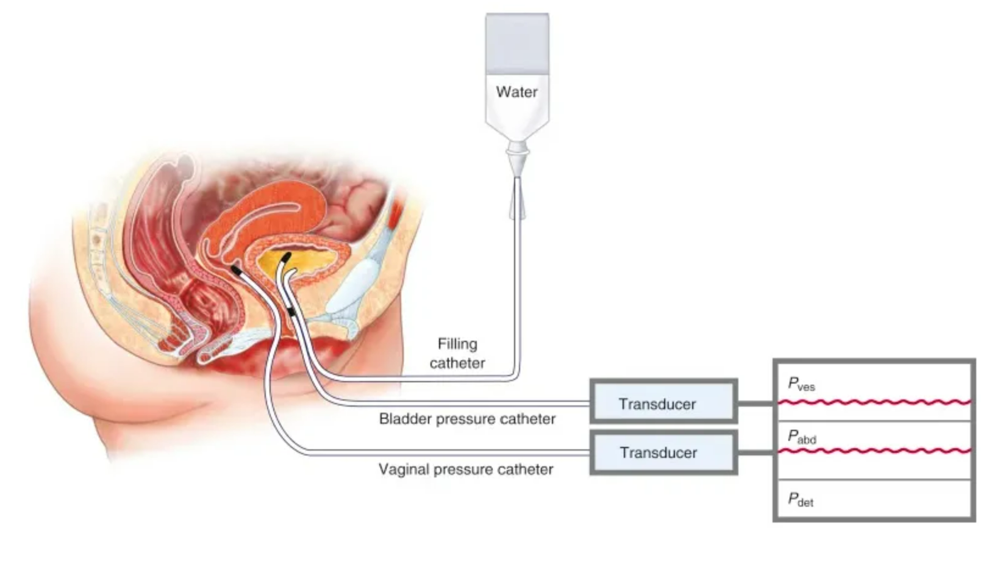 Water
Filling
catheter
Transducer
Bladder pressure catheter
Transducer
Vaginal pressure catheter
Pves
Pabd
Pdet